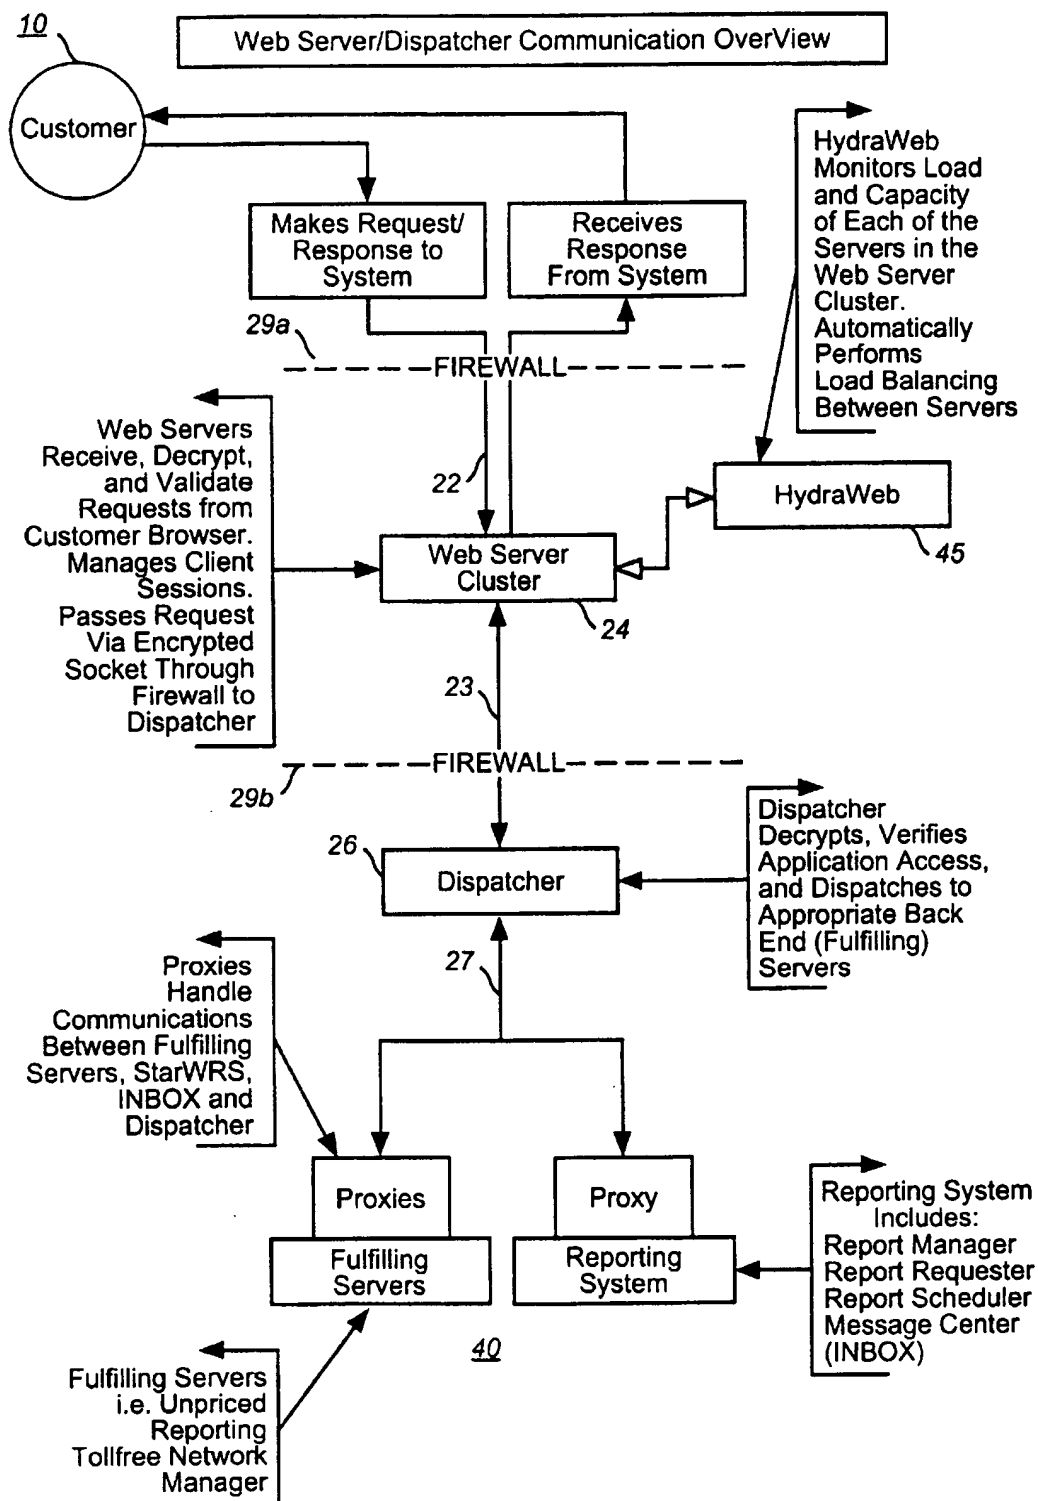 10
Web Server/Dispatcher Communication OverView
Customer
Makes Request/
Response to
System
Receives
Response
From System
HydraWeb
Monitors Load
and Capacity
of Each of the
Servers in the
Web Server
Cluster.
Automatically
Performs
Load Balancing
Between Servers
29a
FIREWALL
Web Servers
Receive, Decrypt,
and Validate
Requests from
Customer Browser.
Manages Client
Sessions.
Passes Request
Via Encrypted
Socket Through
Firewall to
Dispatcher
22
HydraWeb
45
Web Server
Cluster
24
23
FIREWALL
29b
26
Dispatcher
Dispatcher
Decrypts, Verifies
Application Access,
and Dispatches to
Appropriate Back
End (Fulfilling)
Servers
27
Proxies
Handle
Communications
Between Fulfilling
Servers, StarWRS,
INBOX and
Dispatcher
Proxies
Fulfilling
Servers
Proxy
Reporting
System
Reporting System
Includes:
Report Manager
Report Requester
Report Scheduler
Message Center
(INBOX)
40
Fulfilling Servers
i.e. Unpriced
Reporting
Tollfree Network
Manager